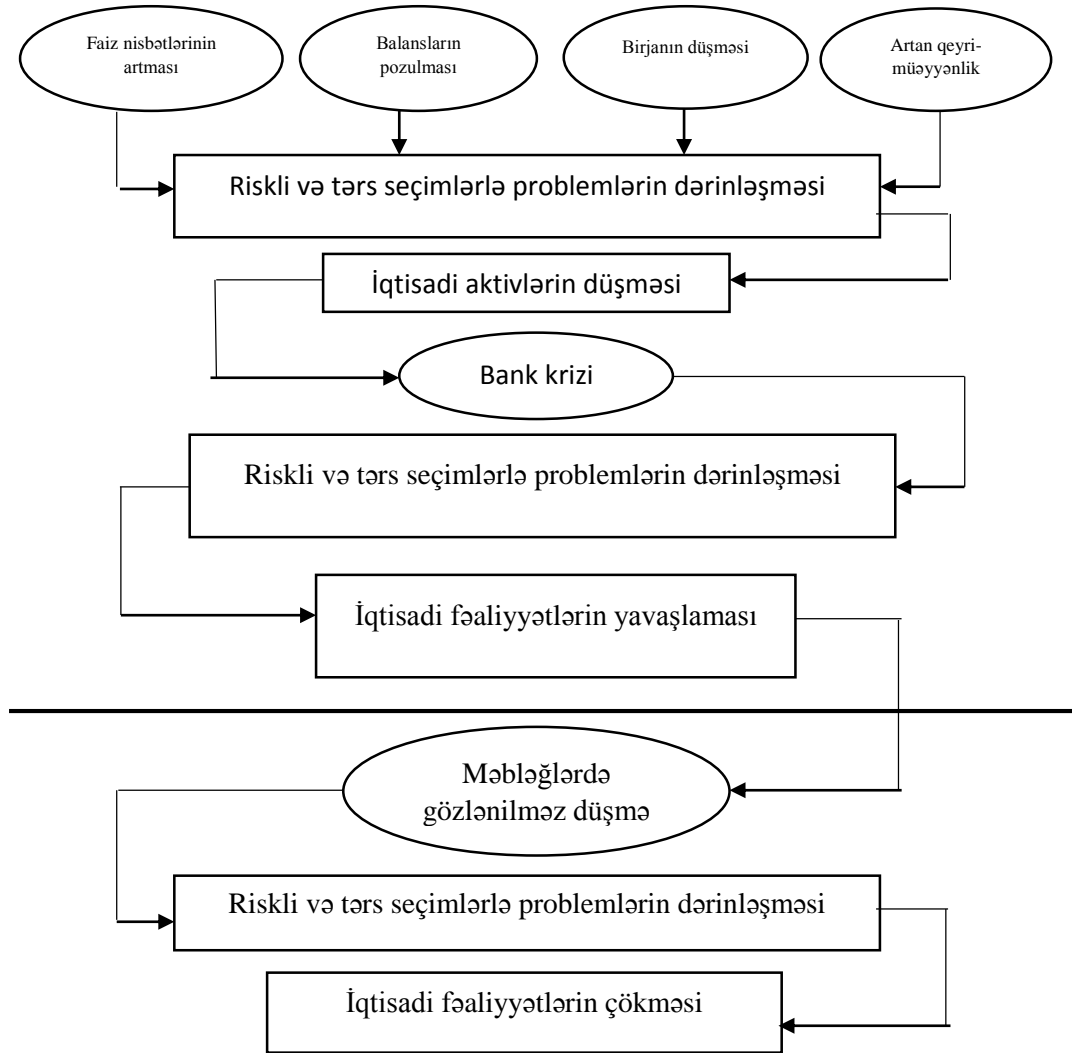 Faiz nisbətlərinin
artması
Balansların
pozulması
Birjanın düşməsi
Artan qeyri-
müəyyənlik
Riskli və tərs seçimlərlə problemlərin dərinləşməsi
İqtisadi aktivlərin düşməsi
Bank krizi
Riskli və tərs seçimlərlə problemlərin dərinləşməsi
İqtisadi fəaliyyətlərin yavaşlaması
Məbləğlərdə
gözlənilməz düşmə
Riskli və tərs seçimlərlə problemlərin dərinləşməsi
İqtisadi fəaliyyətlərin çökməsi